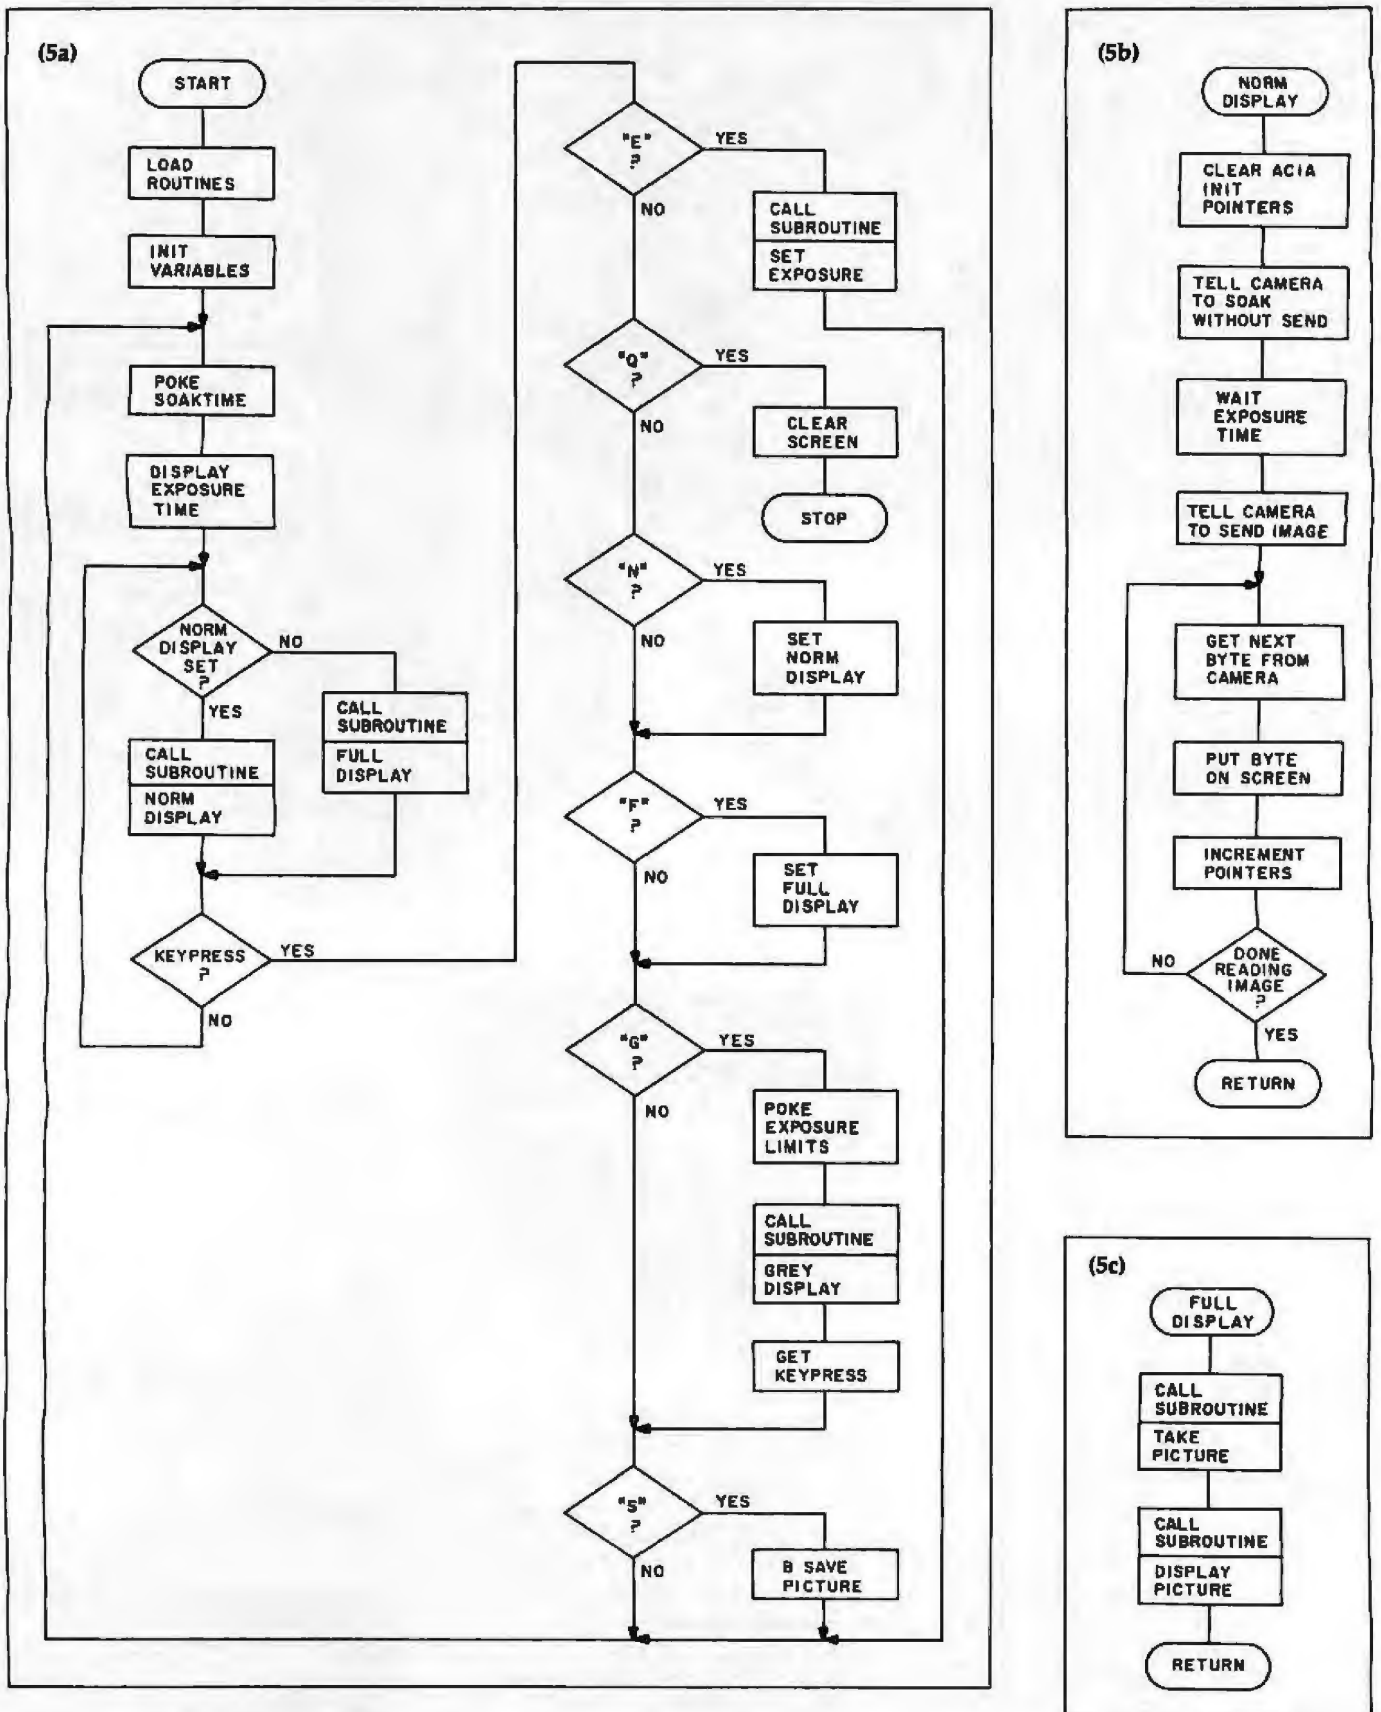 (5a)
START
LOAD
ROUTINES
INIT
VARIABLES
POKE
SOAKTIME
DISPLAY
EXPOSURE
TIME
NORM
DISPLAY
SET
?
NO
YES
CALL
SUBROUTINE
NORM
DISPLAY
CALL
SUBROUTINE
FULL
DISPLAY
KEYPRESS
?
YES
NO
"E"
?
YES
NO
CALL
SUBROUTINE
SET
EXPOSURE
"Q"
?
YES
NO
CLEAR
SCREEN
STOP
"N"
?
YES
NO
SET
NORM
DISPLAY
"F"
?
YES
NO
SET
FULL
DISPLAY
"G"
?
YES
NO
POKE
EXPOSURE
LIMITS
CALL
SUBROUTINE
GREY
DISPLAY
GET
KEYPRESS
"S"
?
YES
NO
B SAVE
PICTURE
(5b)
NORM
DISPLAY
CLEAR ACIA
INIT
POINTERS
TELL CAMERA
TO SOAK
WITHOUT SEND
WAIT
EXPOSURE
TIME
TELL CAMERA
TO SEND IMAGE
GET NEXT
BYTE FROM
CAMERA
PUT BYTE
ON SCREEN
INCREMENT
POINTERS
DONE
READING
IMAGE
?
NO
YES
RETURN
(5c)
FULL
DISPLAY
CALL
SUBROUTINE
TAKE
PICTURE
CALL
SUBROUTINE
DISPLAY
PICTURE
RETURN